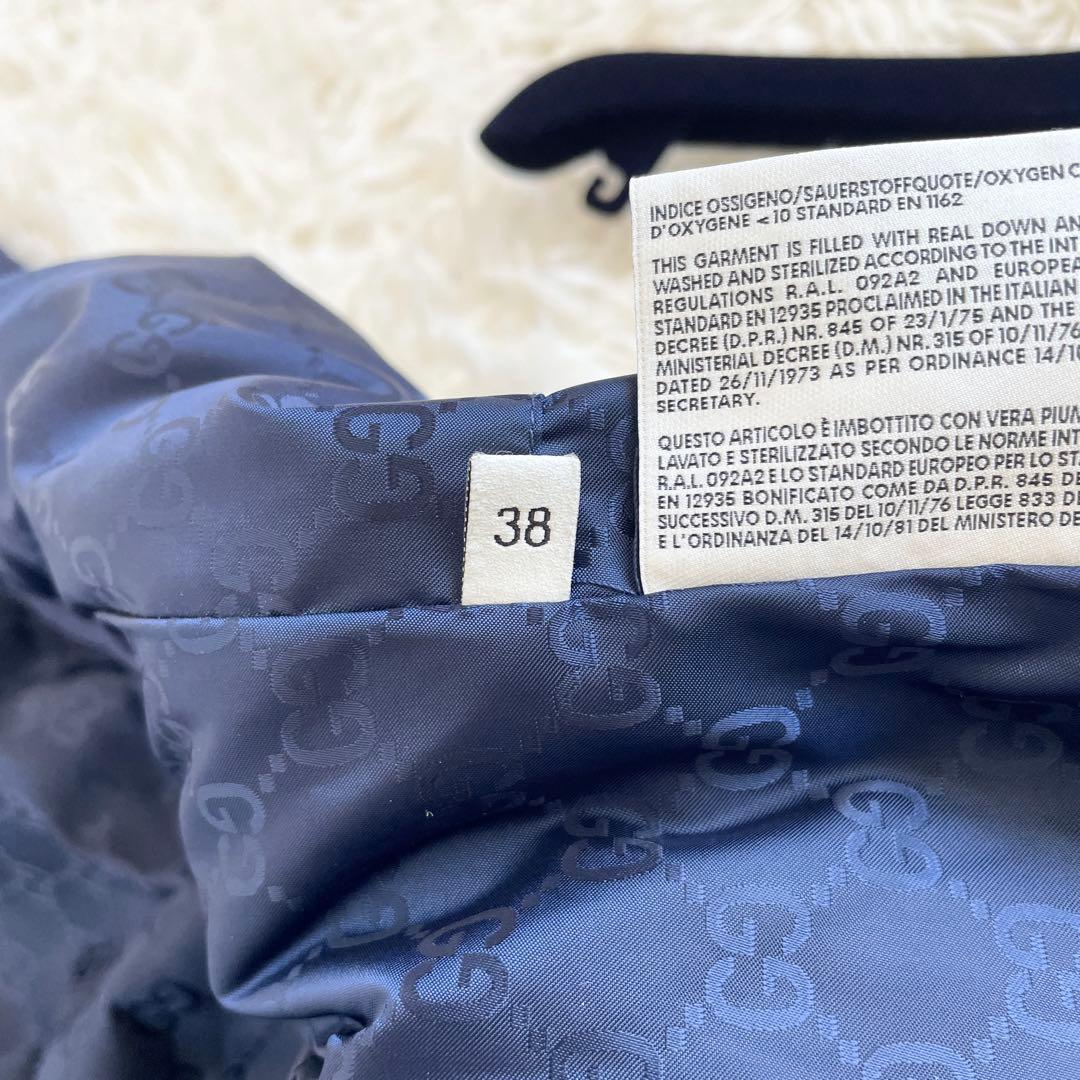 INDICE OSSIGENO/SAUERSTOFFQUOTE/OXYGEN C
D'OXYGENE <10 STANDARD EN 1162
THIS GARMENT IS FILLED WITH REAL DOWN AN
WASHED AND STERILIZED ACCORDING TO THE INT
REGULATIONS R.A.L. 092A2 AND EUROPEA
STANDARD EN 12935 PROCLAIMED IN THE ITALIAN
DECREE (D.P.R.) NR. 845 OF 23/1/75 AND THE
MINISTERIAL DECREE (D.M.) NR. 315 OF 10/11/76
DATED 26/11/1973 AS PER ORDINANCE 14/10
SECRETARY.
QUESTO ARTICOLO È IMBOTTITO CON VERA PIUM
LAVATO E STERILIZZATO SECONDO LE NORME INT
R.A.L. 092A2 E LO STANDARD EUROPEO PER LO ST
EN 12935 BONIFICATO COME DA D.P.R. 845 DE
SUCCESSIVO D.M. 315 DEL 10/11/76 LEGGE 833 DE
E L'ORDINANZA DEL 14/10/81 DEL MINISTERO DE
38